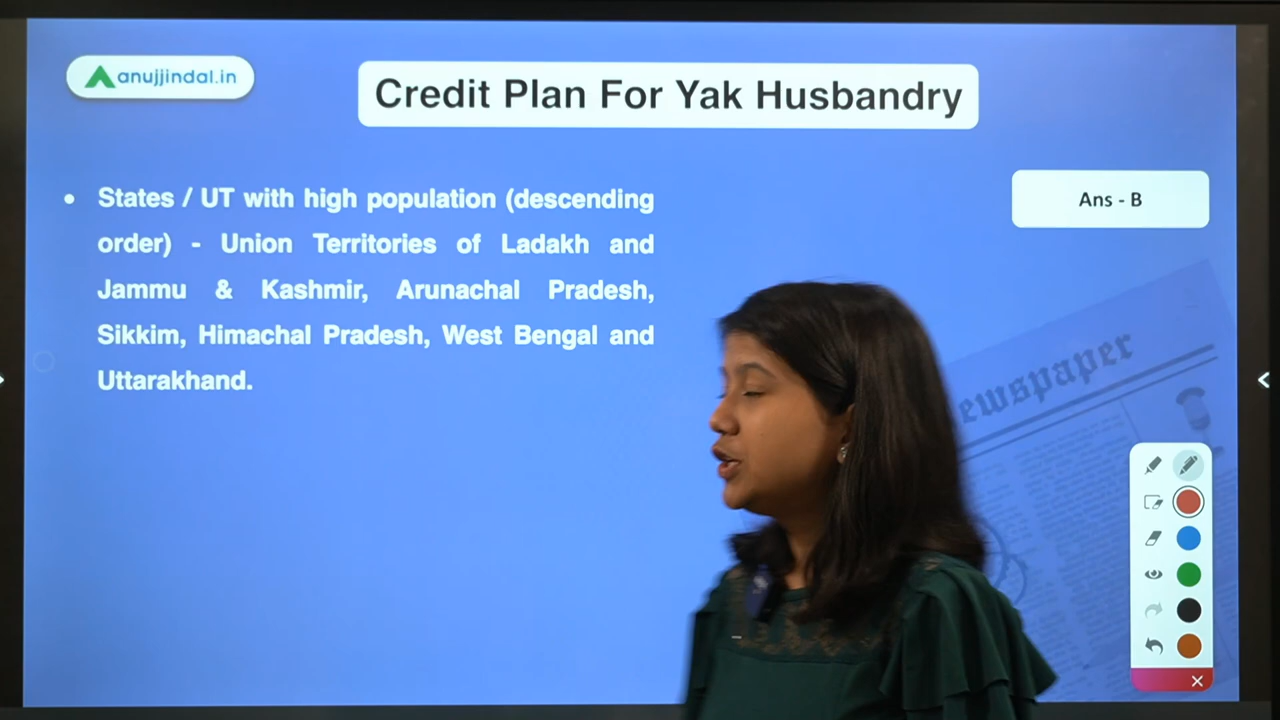 anujjindal.in
Credit Plan For Yak Husbandry
• States / UT with high population (descending
order) - Union Territories of Ladakh and
Jammu & Kashmir, Arunachal Pradesh,
Sikkim, Himachal Pradesh, West Bengal and
Uttarakhand.
Ans - B
ewspaper